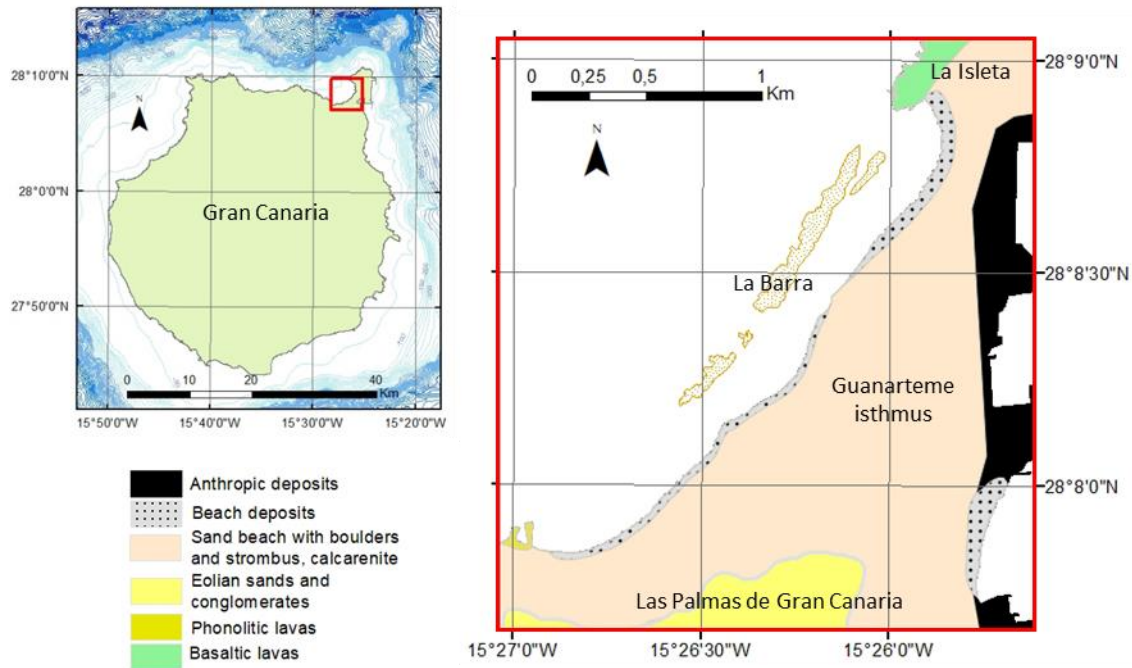 28°10'0"N
N
28°0'0"N
Gran Canaria
27°50'0"N
0 10 20 40
Km
15°50'0"W 15°40'0"W 15°30'0"W 15°20'0"W
Anthropic deposits
Beach deposits
Sand beach with boulders
and strombus, calcarenite
Eolian sands and
conglomerates
Phonolitic lavas
Basaltic lavas
La Isleta
28°9'0"N
0 0,25 0,5 1
Km
N
La Barra
28°8'30"N
Guanarteme
isthmus
28°8'0"N
Las Palmas de Gran Canaria
15°27'0"W 15°26'30"W 15°26'0"W